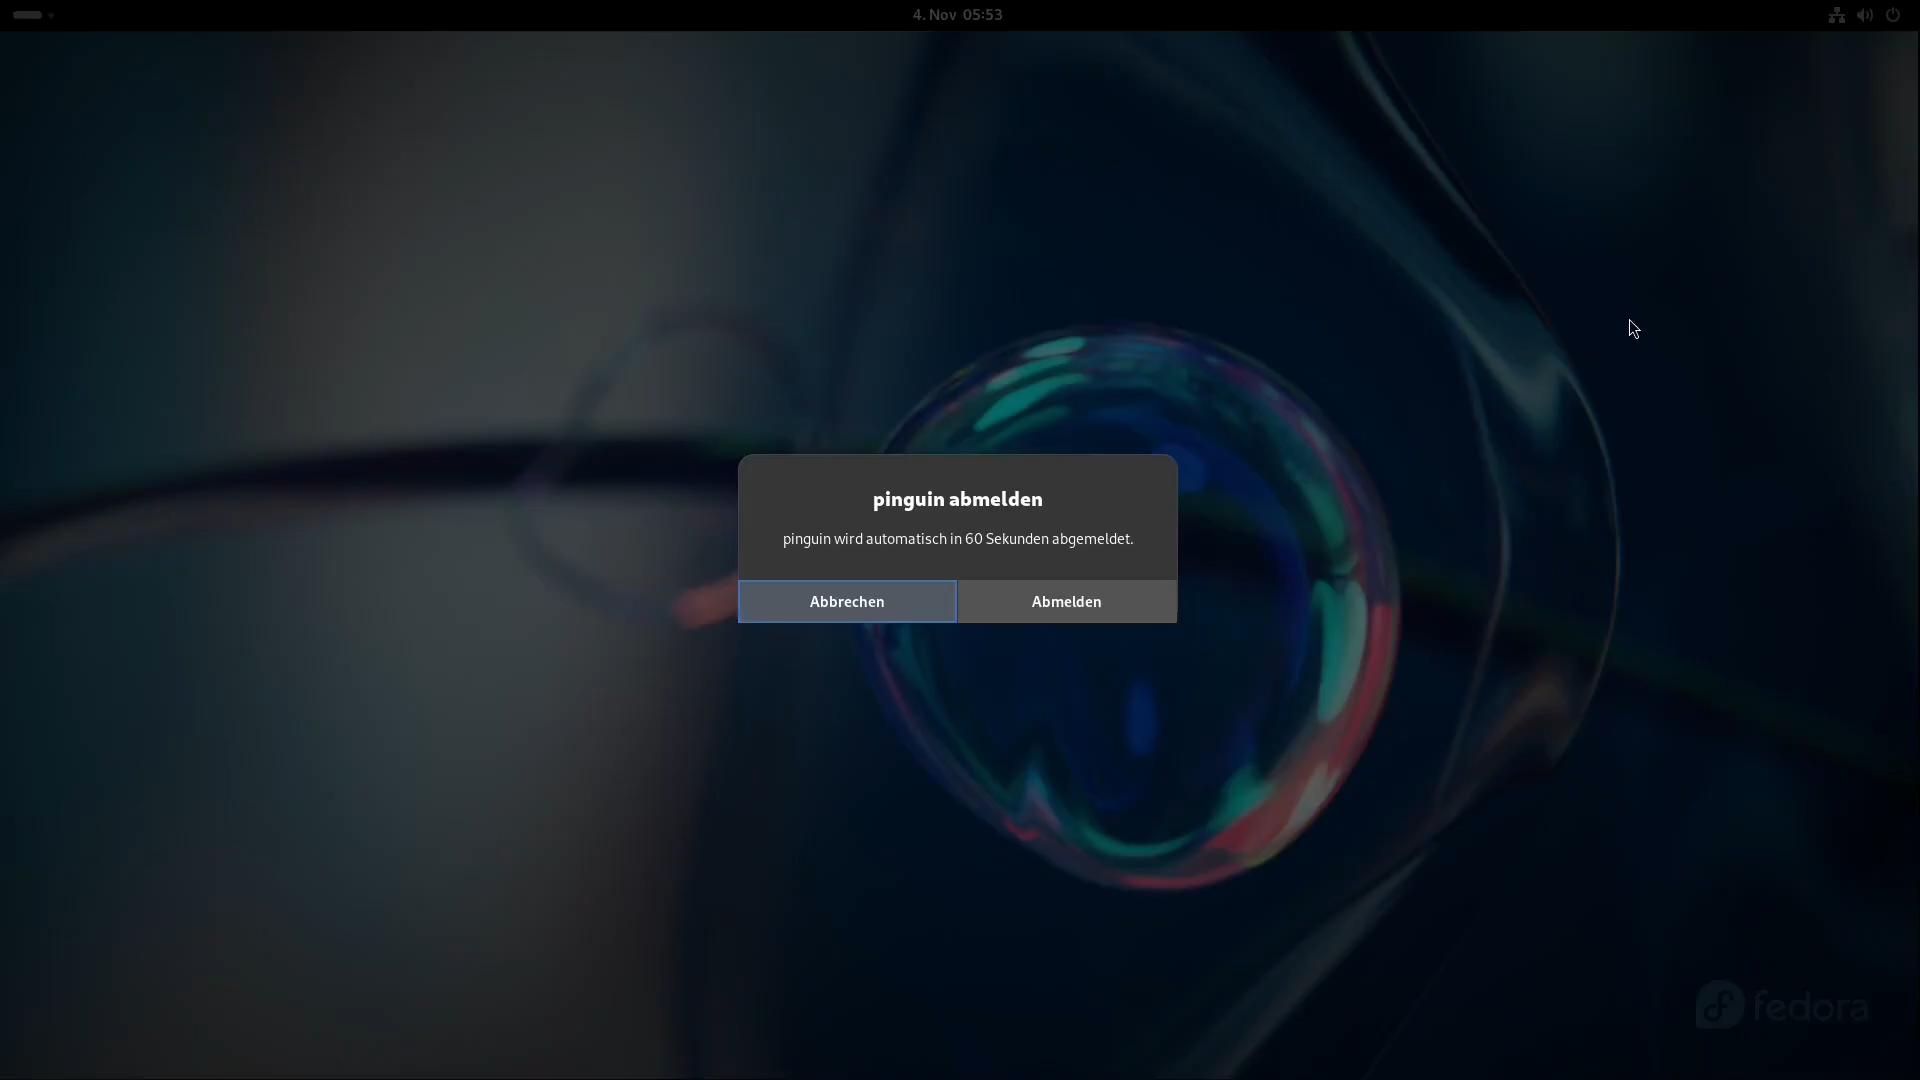 4. Nov 05:53
pinguin abmelden
pinguin wird automatisch in 60 Sekunden abgemeldet.
Abbrechen Abmelden
fedora